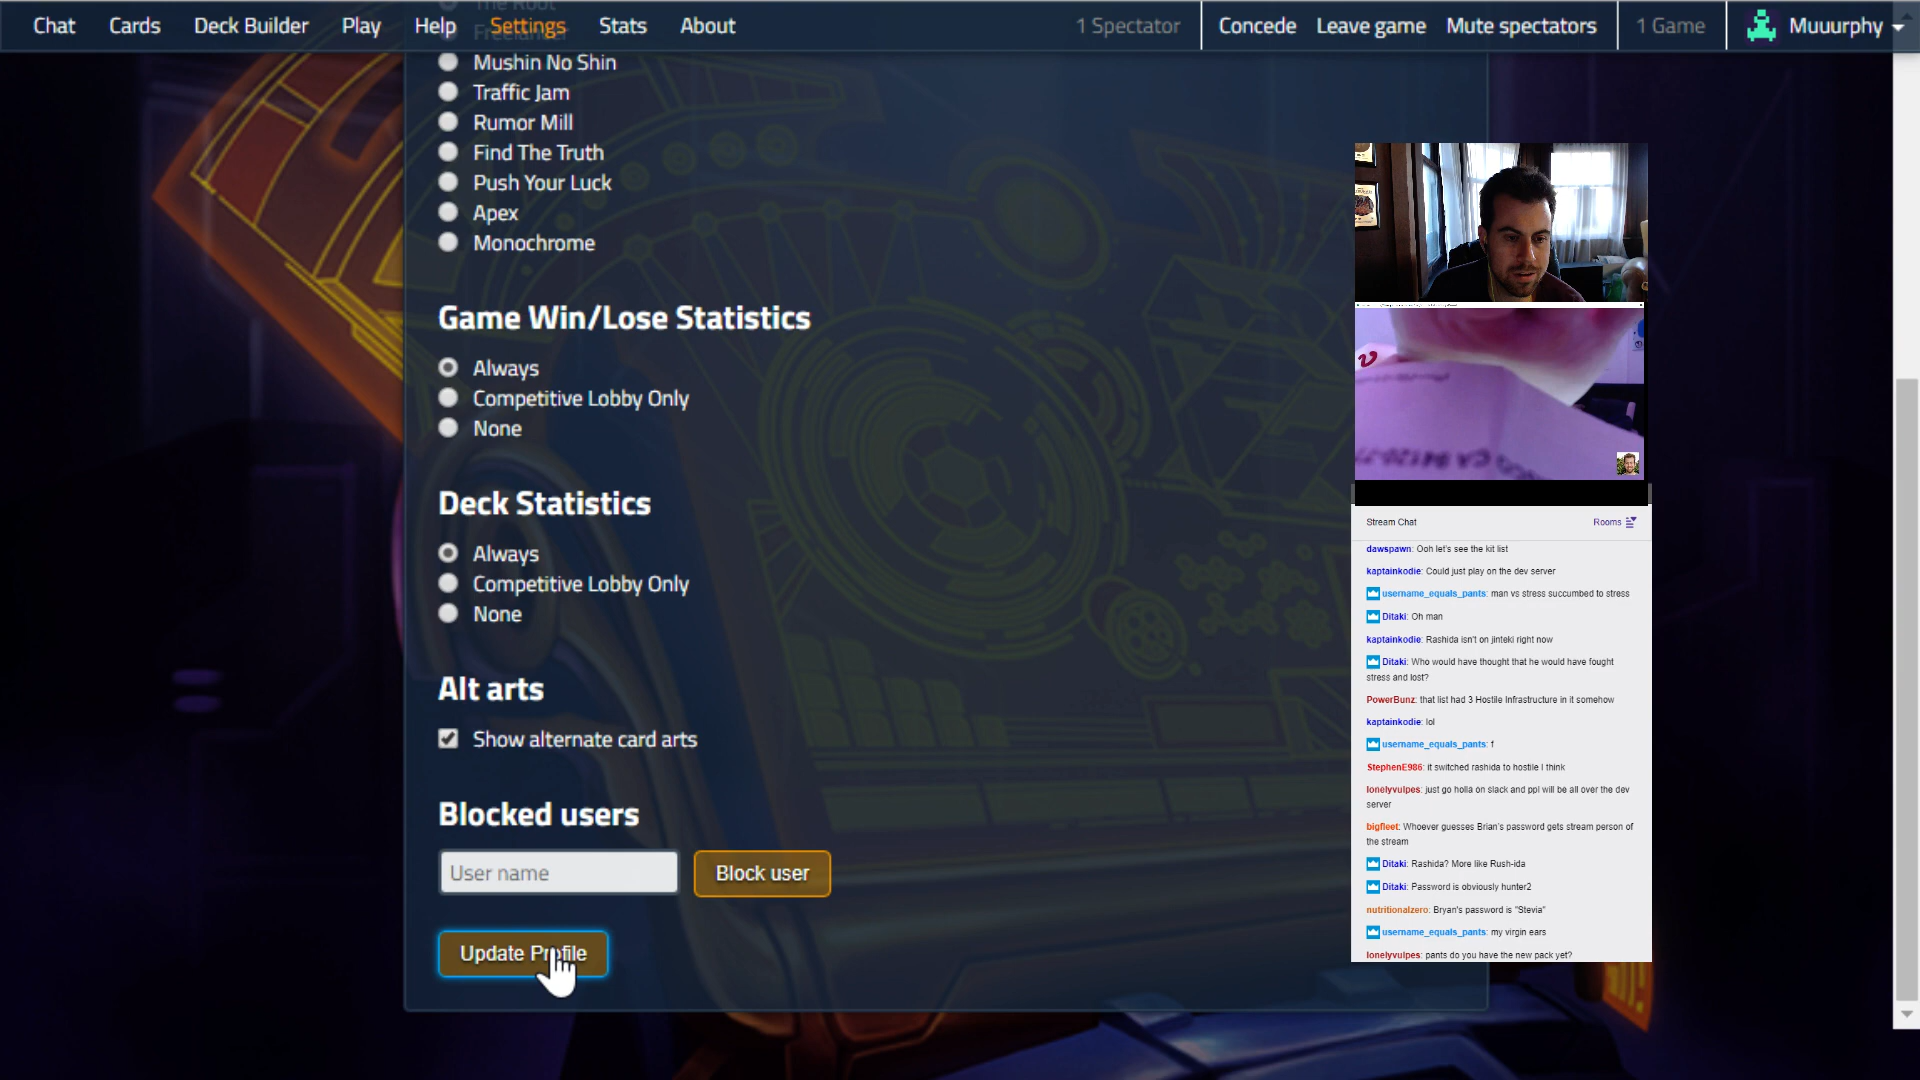 Chat
Cards
Deck Builder
Play
Help
Settings
Stats
About
1 Spectator
Concede
Leave game
Mute spectators
1 Game
Muuurphy
The Root
Freelancer
Mushin No Shin
Traffic Jam
Rumor Mill
Find The Truth
Push Your Luck
Apex
Monochrome
Game Win/Lose Statistics
Always
Competitive Lobby Only
None
Deck Statistics
Always
Competitive Lobby Only
None
Alt arts
Show alternate card arts
Blocked users
User name
Block user
Update Profile
Stream Chat
Rooms
dawspawn: Ooh let's see the kit list
kaptainkodie: Could just play on the dev server
username_equals_pants: man vs stress succumbed to stress
Ditaki: Oh man
kaptainkodie: Rashida isn't on jinteki right now
Ditaki: Who would have thought that he would have fought
stress and lost?
PowerBunz: that list had 3 Hostile Infrastructure in it somehow
kaptainkodie: lol
username_equals_pants: f
StephenE986: it switched rashida to hostile I think
lonelyvulpes: just go holla on slack and ppl will be all over the dev
server
bigfleet: Whoever guesses Brian's password gets stream person of
the stream
Ditaki: Rashida? More like Rush-ida
Ditaki: Password is obviously hunter2
nutritionalzero: Bryan's password is "Stevia"
username_equals_pants: my virgin ears
lonelyvulpes: pants do you have the new pack yet?